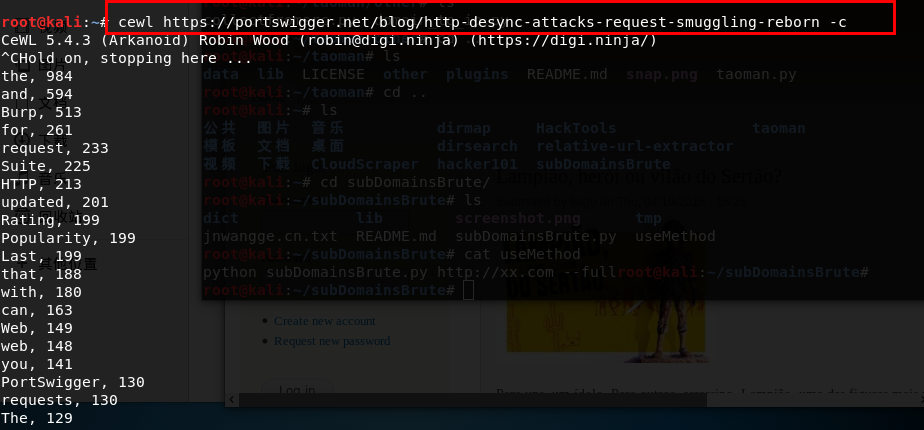 root@kali:~# cewl https://portswigger.net/blog/http-desync-attacks-request-smuggling-reborn -c
CeWL 5.4.3 (Arkanoid) Robin Wood (robin@digi.ninja) (https://digi.ninja/)
^CHold on, stopping here ...
the, 984
and, 594
Burp, 513
for, 261
request, 233
Suite, 225
HTTP, 213
updated, 201
Rating, 199
Popularity, 199
Last, 199
that, 188
with, 180
can, 163
Web, 149
web, 148
you, 141
PortSwigger, 130
requests, 130
The, 129
root@kali:~/taoman# ls
data lib LICENSE other plugins README.md snap.png taoman.py
root@kali:~/taoman# cd ..
root@kali:~# ls
公共 图片 音乐 dirmap HackTools taoman
模板 文档 桌面 dirsearch relative-url-extractor
视频 下载 CloudScraper hacker101 subDomainsBrute
root@kali:~# cd subDomainsBrute/
root@kali:~/subDomainsBrute# ls
dict lib screenshot.png tmp
jnwangge.cn.txt README.md subDomainsBrute.py useMethod
root@kali:~/subDomainsBrute# cat useMethod
python subDomainsBrute.py http://xx.com --fullroot@kali:~/subDomainsBrute#
root@kali:~/subDomainsBrute#
Lampião, herói ou vilão do Sertão?
Create new account
Request new password
Log in